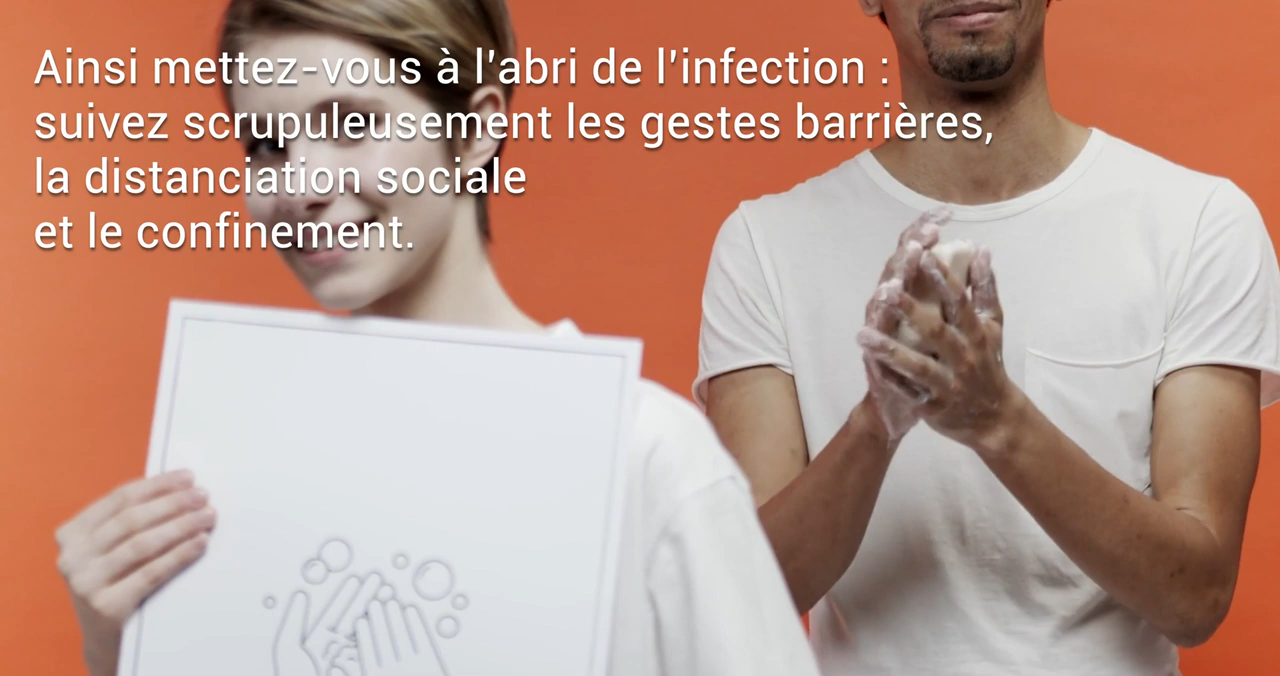 Ainsi mettez-vous à l'abri de l'infection :
suivez scrupuleusement les gestes barrières,
la distanciation sociale
et le confinement.